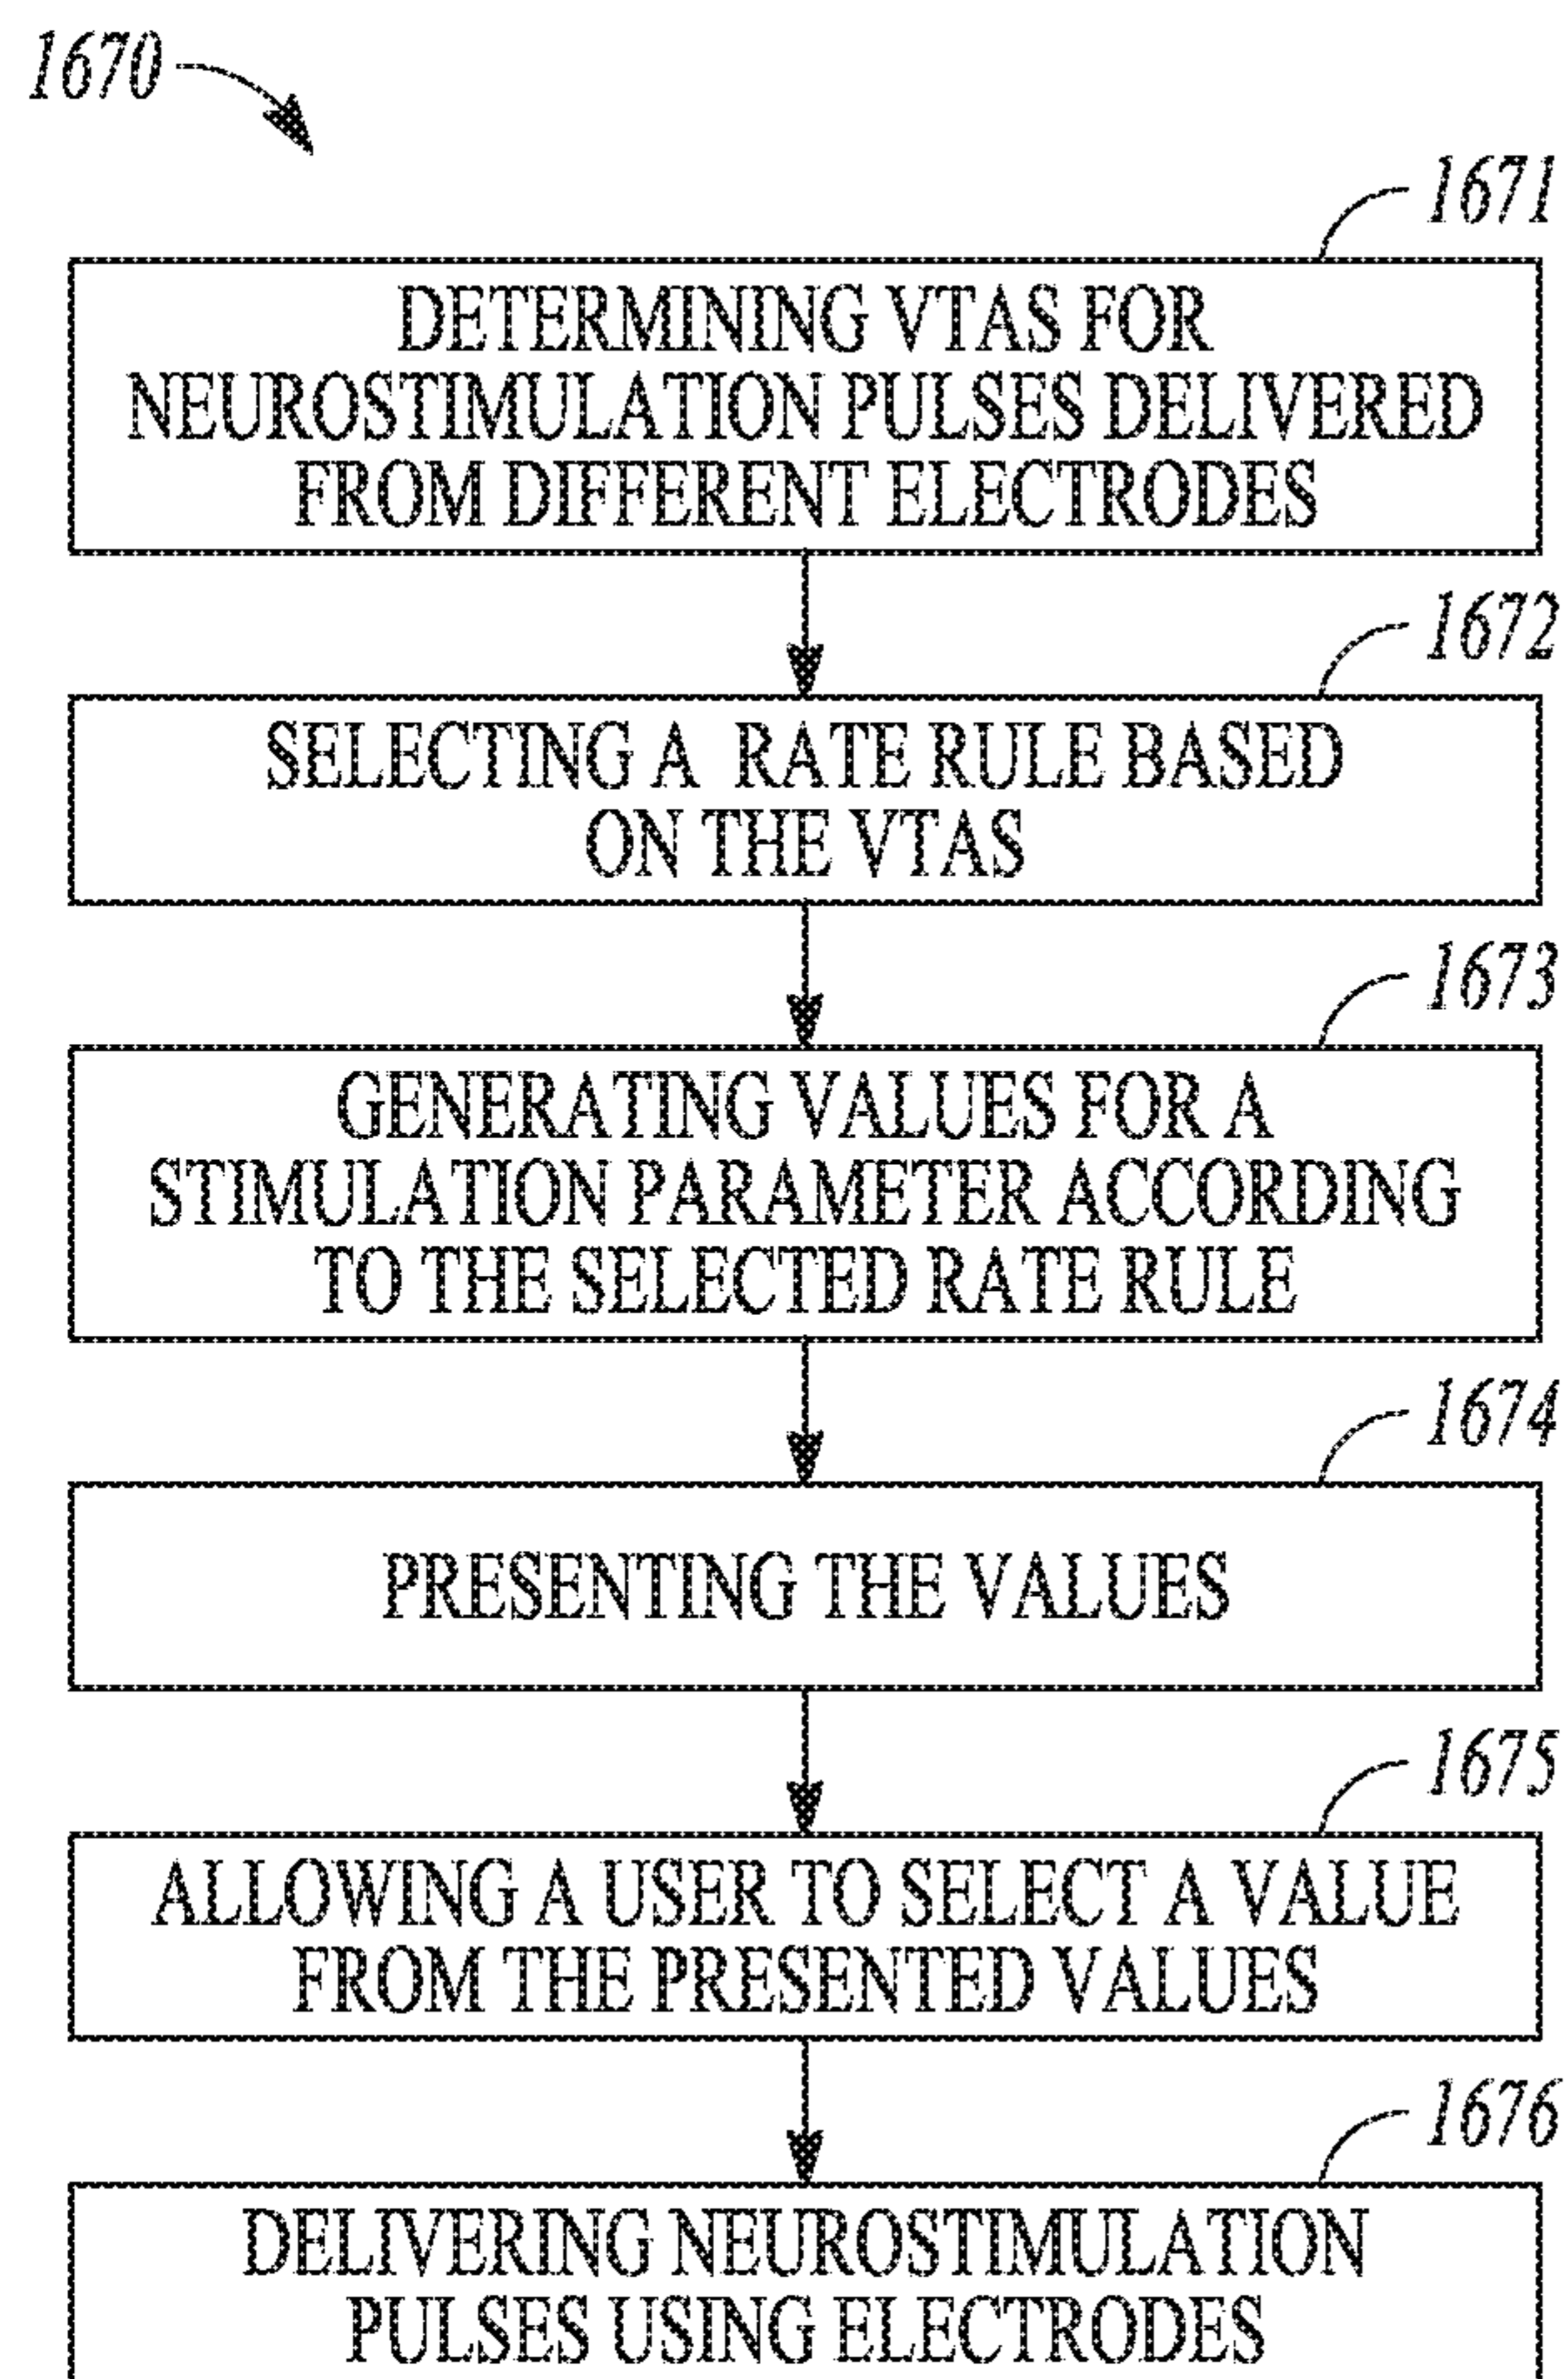 1670
1671
DETERMINING VTAS FOR
NEUROSTIMULATION PULSES DELIVERED
FROM DIFFERENT ELECTRODES
1672
SELECTING A RATE RULE BASED
ON THE VTAS
1673
GENERATING VALUES FOR A
STIMULATION PARAMETER ACCORDING
TO THE SELECTED RATE RULE
1674
PRESENTING THE VALUES
1675
ALLOWING A USER TO SELECT A VALUE
FROM THE PRESENTED VALUES
1676
DELIVERING NEUROSTIMULATION
PULSES USING ELECTRODES